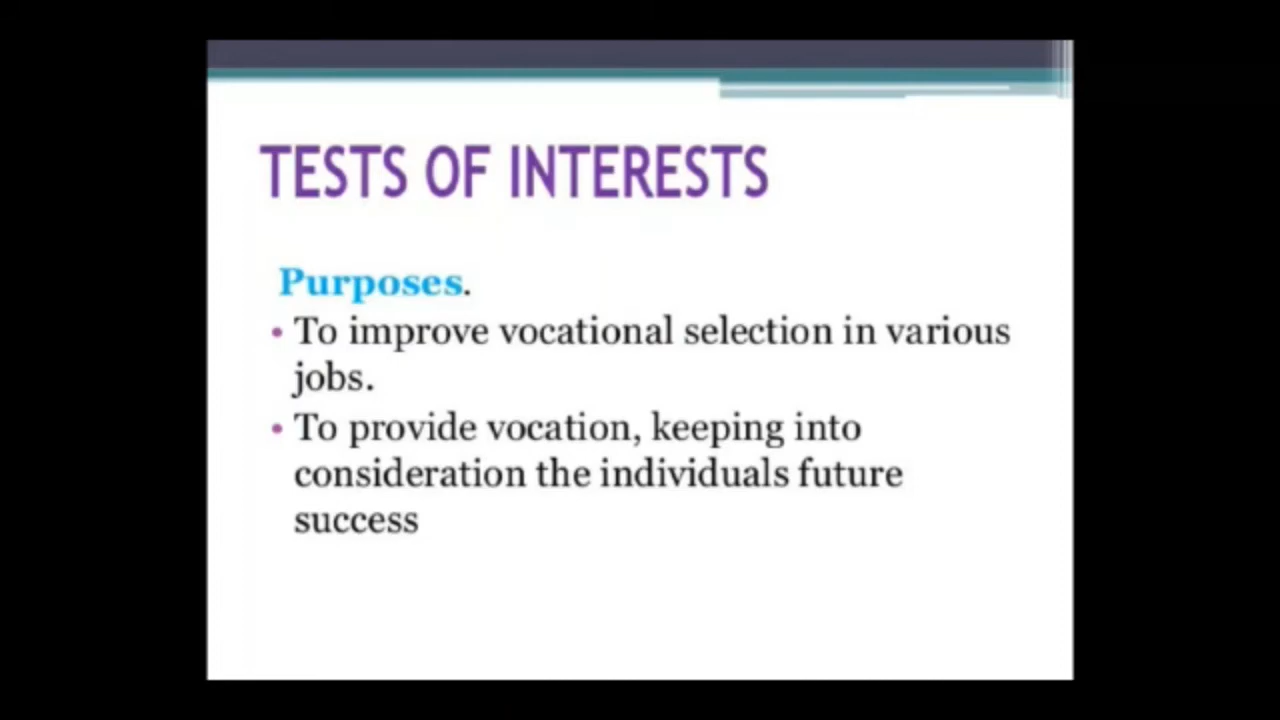 TESTS OF INTERESTS
Purposes.
• To improve vocational selection in various
jobs.
• To provide vocation, keeping into
consideration the individuals future
success